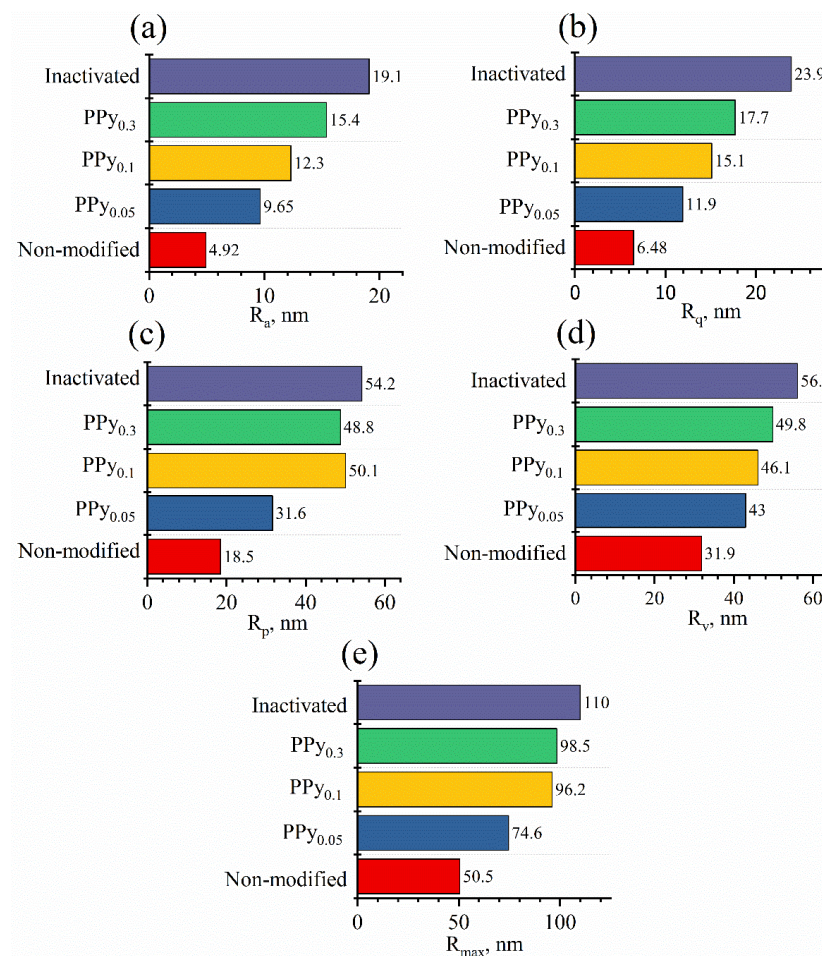 (a)
Inactivated 19.1
PPy0.3 15.4
PPy0.1 12.3
PPy0.05 9.65
Non-modified 4.92
0 10 20
Ra, nm
(b)
Inactivated 23.9
PPy0.3 17.7
PPy0.1 15.1
PPy0.05 11.9
Non-modified 6.48
0 10 20
Rq, nm
(c)
Inactivated 54.2
PPy0.3 48.8
PPy0.1 50.1
PPy0.05 31.6
Non-modified 18.5
0 20 40 60
Rp, nm
(d)
Inactivated 56.
PPy0.3 49.8
PPy0.1 46.1
PPy0.05 43
Non-modified 31.9
0 20 40 60
Rv, nm
(e)
Inactivated 110
PPy0.3 98.5
PPy0.1 96.2
PPy0.05 74.6
Non-modified 50.5
0 50 100
Rmax, nm